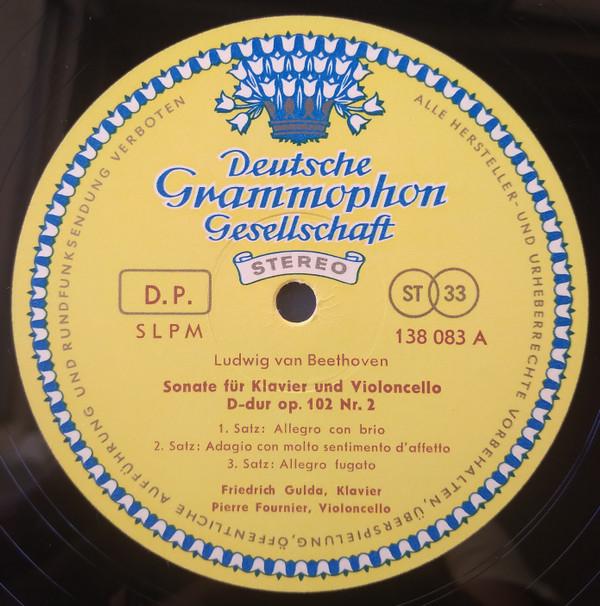 Deutsche
Grammophon
Gesellschaft
STEREO
D.P.
SLPM
ST 33
138 083 A
Ludwig van Beethoven
Sonate für Klavier und Violoncello
D-dur op. 102 Nr. 2
1. Satz: Allegro con brio
2. Satz: Adagio con molto sentimento d'affetto
3. Satz: Allegro fugato
Friedrich Gulda, Klavier
Pierre Fournier, Violoncello
ALLE HERSTELLER- UND URHEBERRECHTE VORBEHALTEN, ÜBERSPIELUNG, ÖFFENTLICHE AUFFÜHRUNG UND RUNDFUNKSENDUNG VERBOTEN